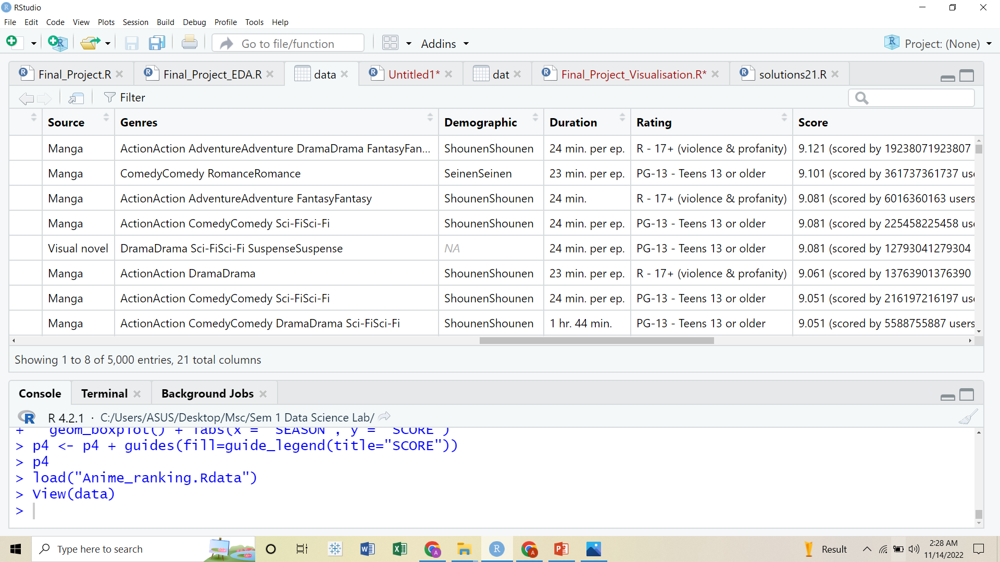 RStudio
File Edit Code View Plots Session Build Debug Profile Tools Help
Go to file/function Addins Project: (None)
Final_Project.R Final_Project_EDA.R data Untitled1* dat Final_Project_Visualisation.R* solutions21.R
Filter
Source Genres Demographic Duration Rating Score
Manga ActionAction AdventureAdventure DramaDrama FantasyFan... ShounenShounen 24 min. per ep. R - 17+ (violence & profanity) 9.121 (scored by 19238071923807
Manga ComedyComedy RomanceRomance SeinenSeinen 23 min. per ep. PG-13 - Teens 13 or older 9.101 (scored by 361737361737 use
Manga ActionAction AdventureAdventure FantasyFantasy ShounenShounen 24 min. R - 17+ (violence & profanity) 9.081 (scored by 6016360163 users
Manga ActionAction ComedyComedy Sci-FiSci-Fi ShounenShounen 24 min. per ep. PG-13 - Teens 13 or older 9.081 (scored by 225458225458 use
Visual novel DramaDrama Sci-FiSci-Fi SuspenseSuspense NA 24 min. per ep. PG-13 - Teens 13 or older 9.081 (scored by 12793041279304
Manga ActionAction DramaDrama ShounenShounen 23 min. per ep. R - 17+ (violence & profanity) 9.061 (scored by 13763901376390
Manga ActionAction ComedyComedy Sci-FiSci-Fi ShounenShounen 24 min. per ep. PG-13 - Teens 13 or older 9.051 (scored by 216197216197 use
Manga ActionAction ComedyComedy DramaDrama Sci-FiSci-Fi ShounenShounen 1 hr. 44 min. PG-13 - Teens 13 or older 9.051 (scored by 5588755887 users
Showing 1 to 8 of 5,000 entries, 21 total columns
Console Terminal Background Jobs
R 4.2.1 · C:/Users/ASUS/Desktop/Msc/Sem 1 Data Science Lab/
+ geom_boxplot() + labs(x = "SEASON", y = "SCORE")
> p4 <- p4 + guides(fill=guide_legend(title="SCORE"))
> p4
> load("Anime_ranking.Rdata")
> View(data)
>
Type here to search Result 2:28 AM
11/14/2022